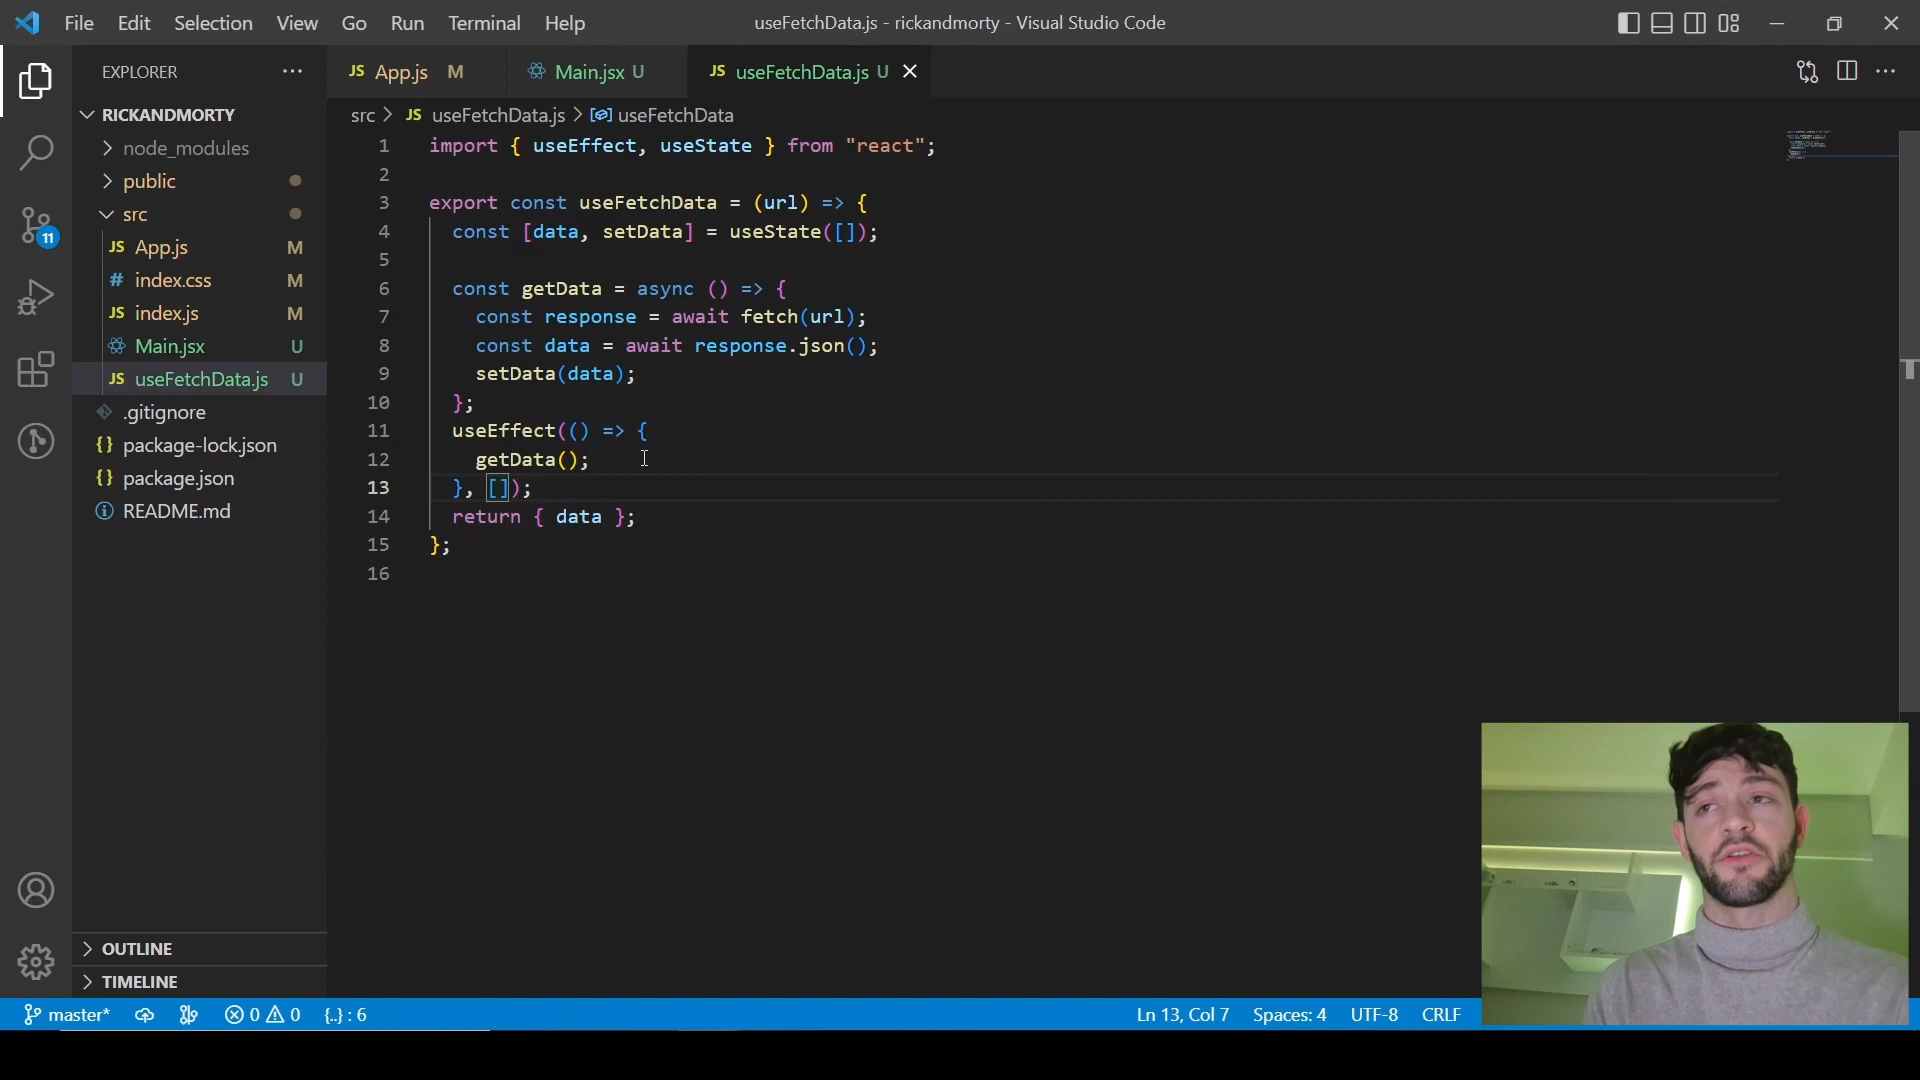 File Edit Selection View Go Run Terminal Help
useFetchData.js - rickandmorty - Visual Studio Code
EXPLORER
RICKANDMORTY
node_modules
public
src
JS App.js M
# index.css M
JS index.js M
Main.jsx U
JS useFetchData.js U
.gitignore
{} package-lock.json
{} package.json
README.md
OUTLINE
TIMELINE
11
JS App.js M
Main.jsx U
JS useFetchData.js U
src > JS useFetchData.js > useFetchData
1 import { useEffect, useState } from "react";
2
3 export const useFetchData = (url) => {
4 const [data, setData] = useState([]);
5
6 const getData = async () => {
7 const response = await fetch(url);
8 const data = await response.json();
9 setData(data);
10 };
11 useEffect(() => {
12 getData();
13 }, []);
14 return { data };
15 };
16
master* 0 0 {..} : 6
Ln 13, Col 7 Spaces: 4 UTF-8 CRLF